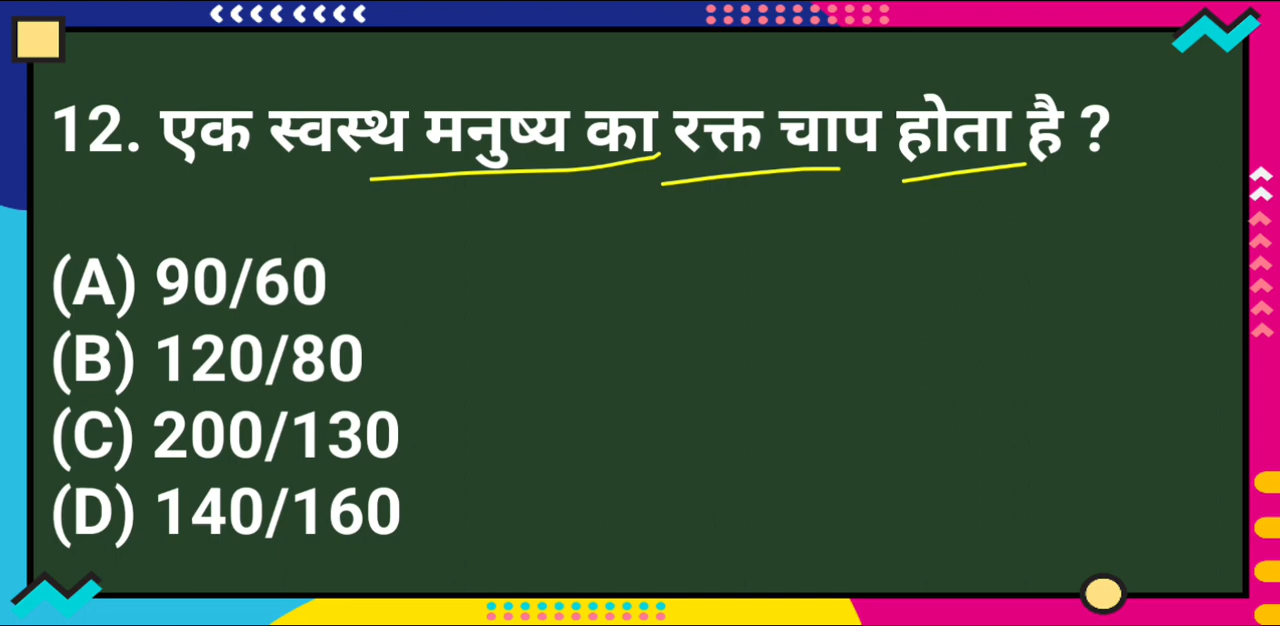 12. एक स्वस्थ मनुष्य का रक्त चाप होता है ?
(A) 90/60
(B) 120/80
(C) 200/130
(D) 140/160